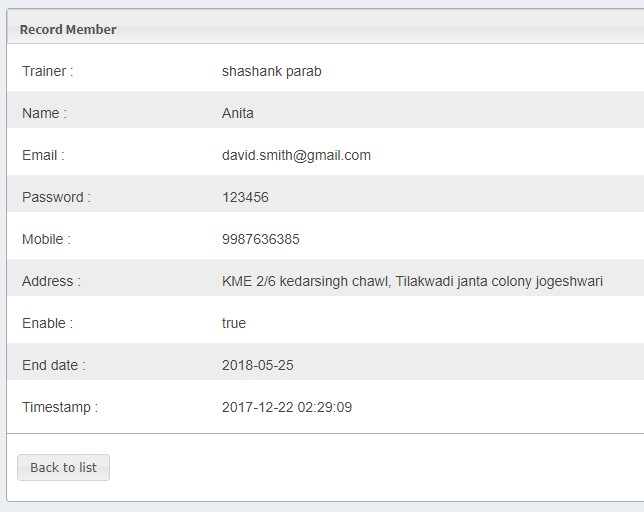 Record Member
Trainer : shashank parab
Name : Anita
Email : david.smith@gmail.com
Password : 123456
Mobile : 9987636385
Address : KME 2/6 kedarsingh chawl, Tilakwadi janta colony jogeshwari
Enable : true
End date : 2018-05-25
Timestamp : 2017-12-22 02:29:09
Back to list